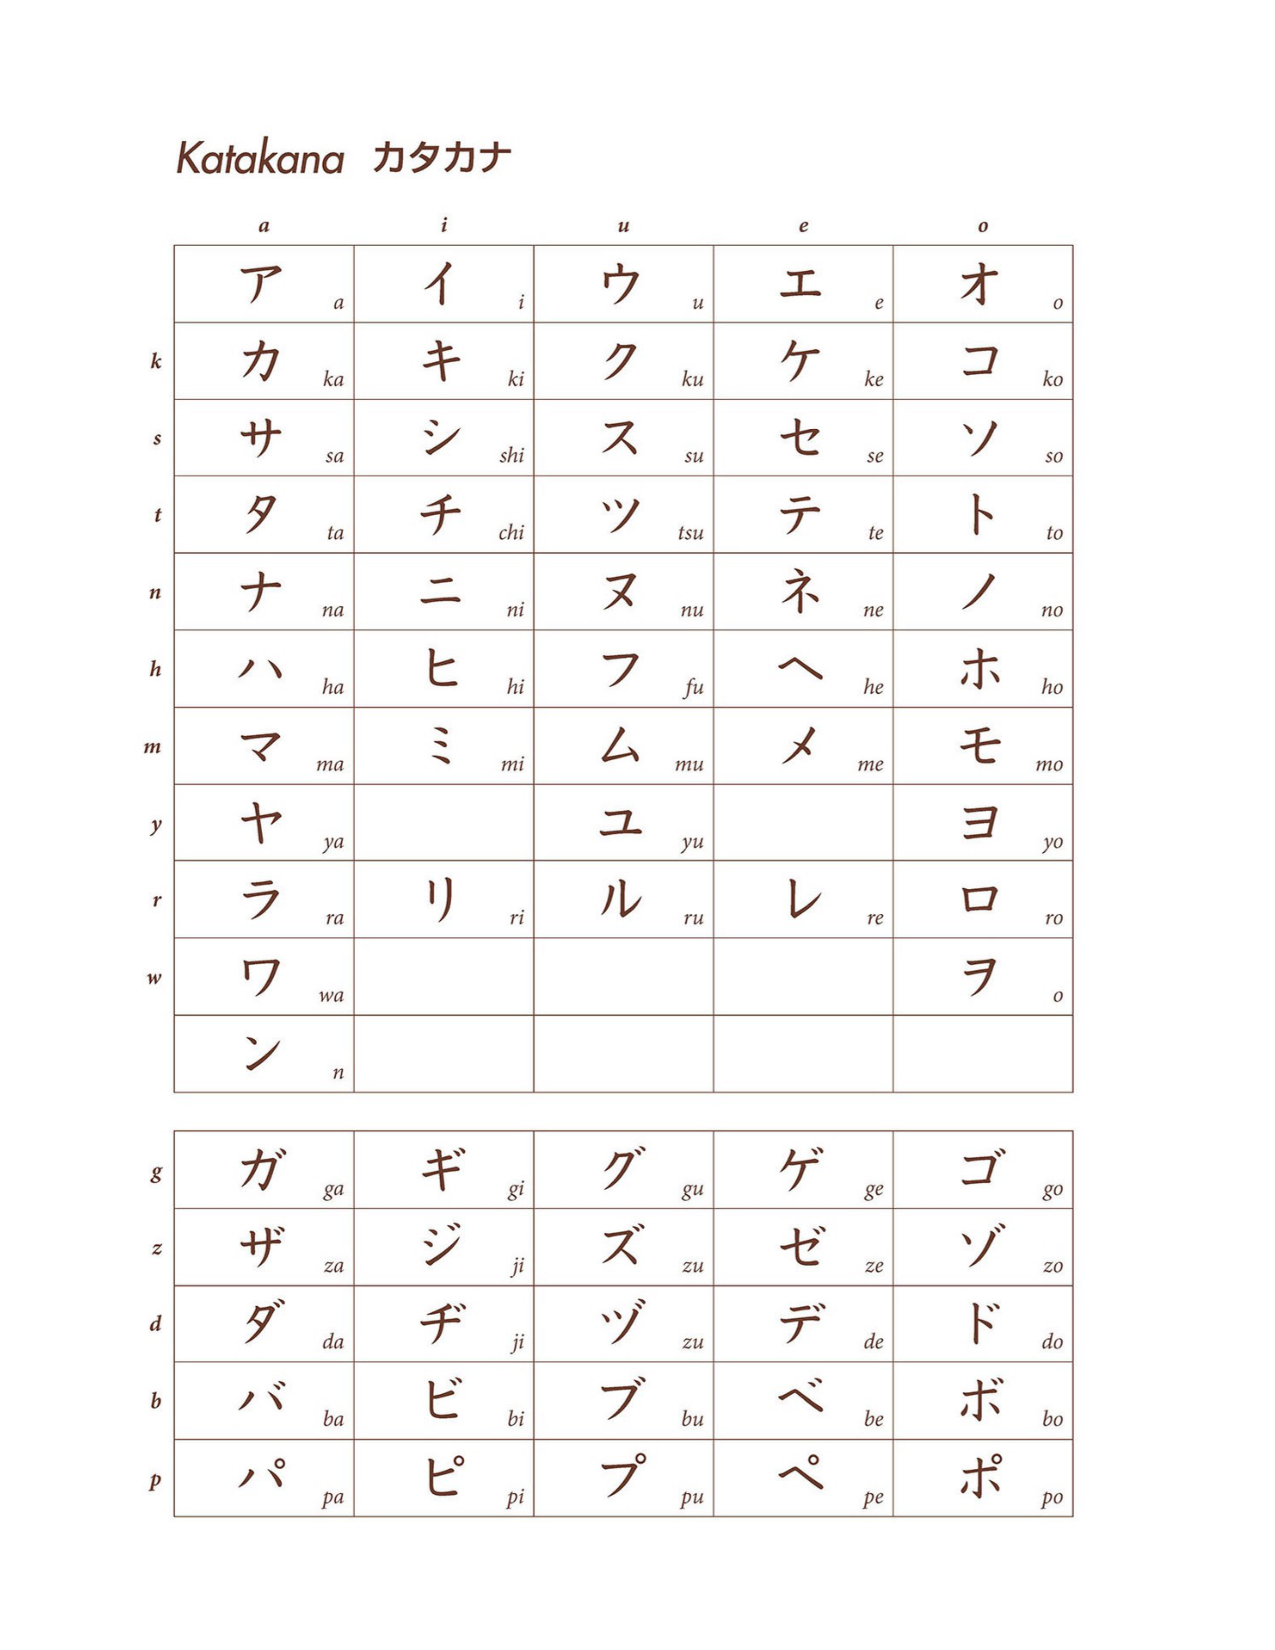 Katakana カタカナ
a i u e o
ア a イ i ウ u エ e オ o
k カ ka キ ki ク ku ケ ke コ ko
s サ sa シ shi ス su セ se ソ so
t タ ta チ chi ツ tsu テ te ト to
n ナ na ニ ni ヌ nu ネ ne ノ no
h ハ ha ヒ hi フ fu ヘ he ホ ho
m マ ma ミ mi ム mu メ me モ mo
y ヤ ya ユ yu ヨ yo
r ラ ra リ ri ル ru レ re ロ ro
w ワ wa ヲ o
ン n
g ガ ga ギ gi グ gu ゲ ge ゴ go
z ザ za ジ ji ズ zu ゼ ze ゾ zo
d ダ da ヂ ji ヅ zu デ de ド do
b バ ba ビ bi ブ bu ベ be ボ bo
p パ pa ピ pi プ pu ペ pe ポ po